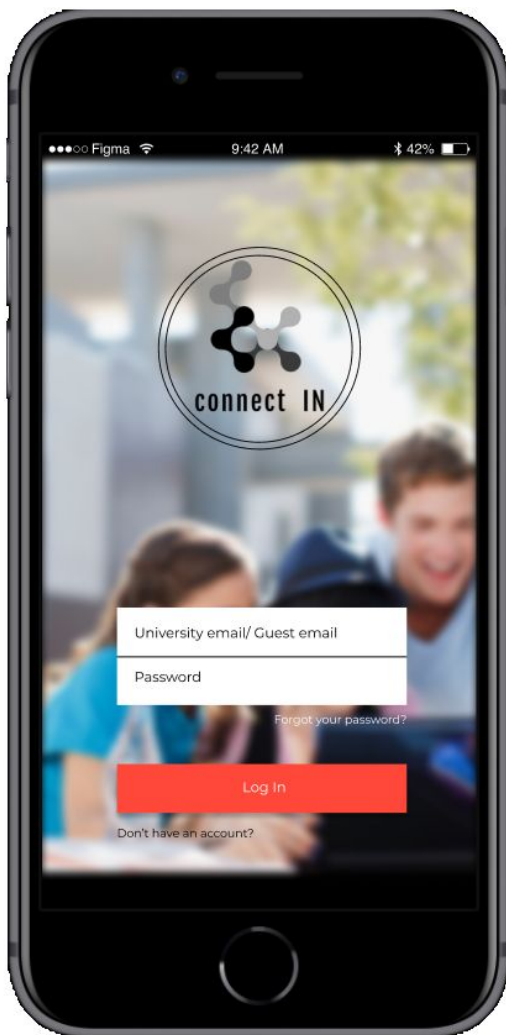 Figma 9:42 AM 42%
connect IN
University email/ Guest email
Password
Forgot your password?
Log In
Don't have an account?